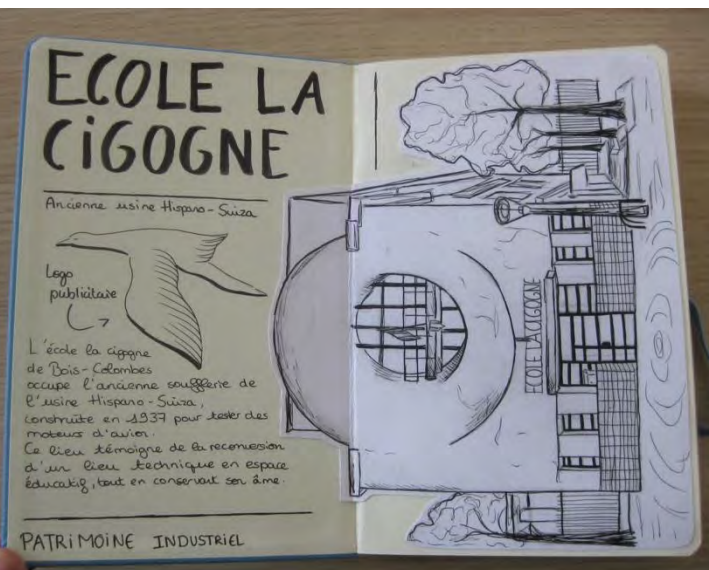 ECOLE LA
CIGOGNE
Ancienne usine Hispano-Suiza
Logo
publicitaire
L'école la cigogne
de Bois-Colombes
occupe l'ancienne soufflerie de
l'usine Hispano-Suiza,
construite en 1937 pour tester des
moteurs d'avion.
Ce lieu témoigne de la reconversion
d'un lieu technique en espace
éducatif, tout en conservant son âme.
PATRIMOINE INDUSTRIEL
ECOLE LA CIGOGNE